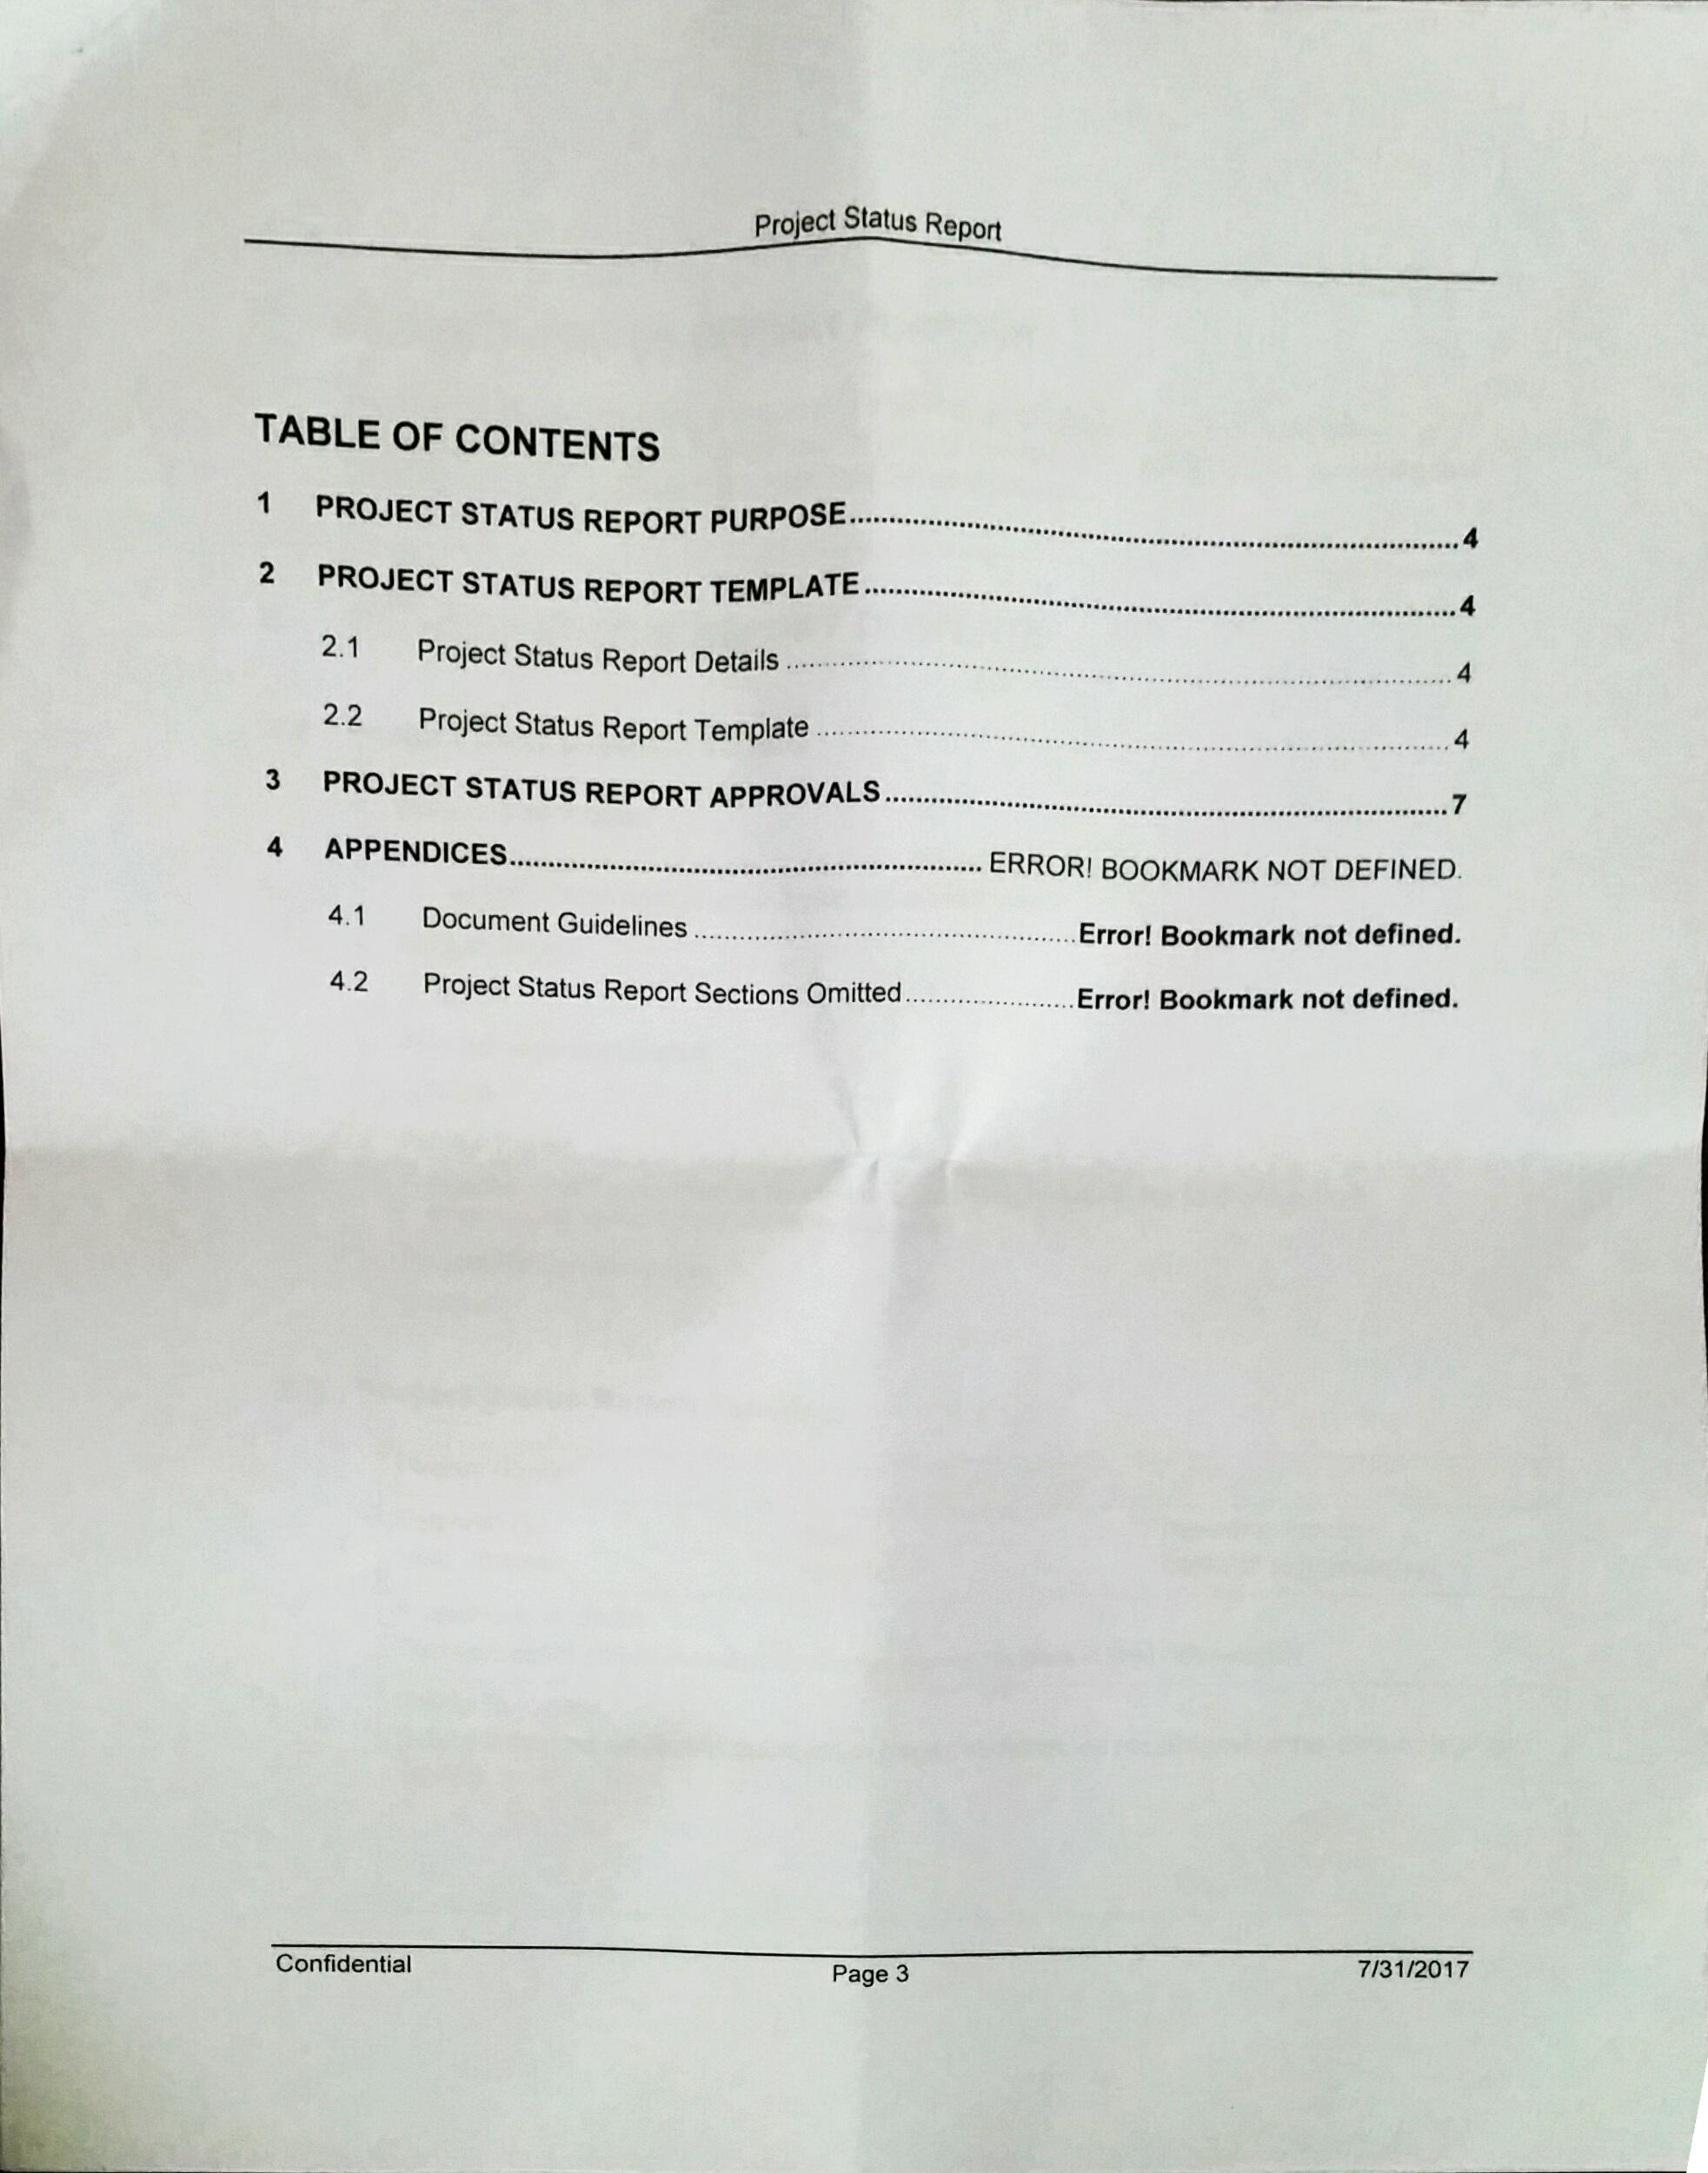 Project Status Report
TABLE OF CONTENTS
1 PROJECT STATUS REPORT PURPOSE.......................................................................4
2 PROJECT STATUS REPORT TEMPLATE.....................................................................4
2.1 Project Status Report Details.......................................................................4
2.2 Project Status Report Template...................................................................4
3 PROJECT STATUS REPORT APPROVALS...................................................................7
4 APPENDICES.......................................................... ERROR! BOOKMARK NOT DEFINED.
4.1 Document Guidelines.................................................Error! Bookmark not defined.
4.2 Project Status Report Sections Omitted......................Error! Bookmark not defined.
Confidential Page 3 7/31/2017